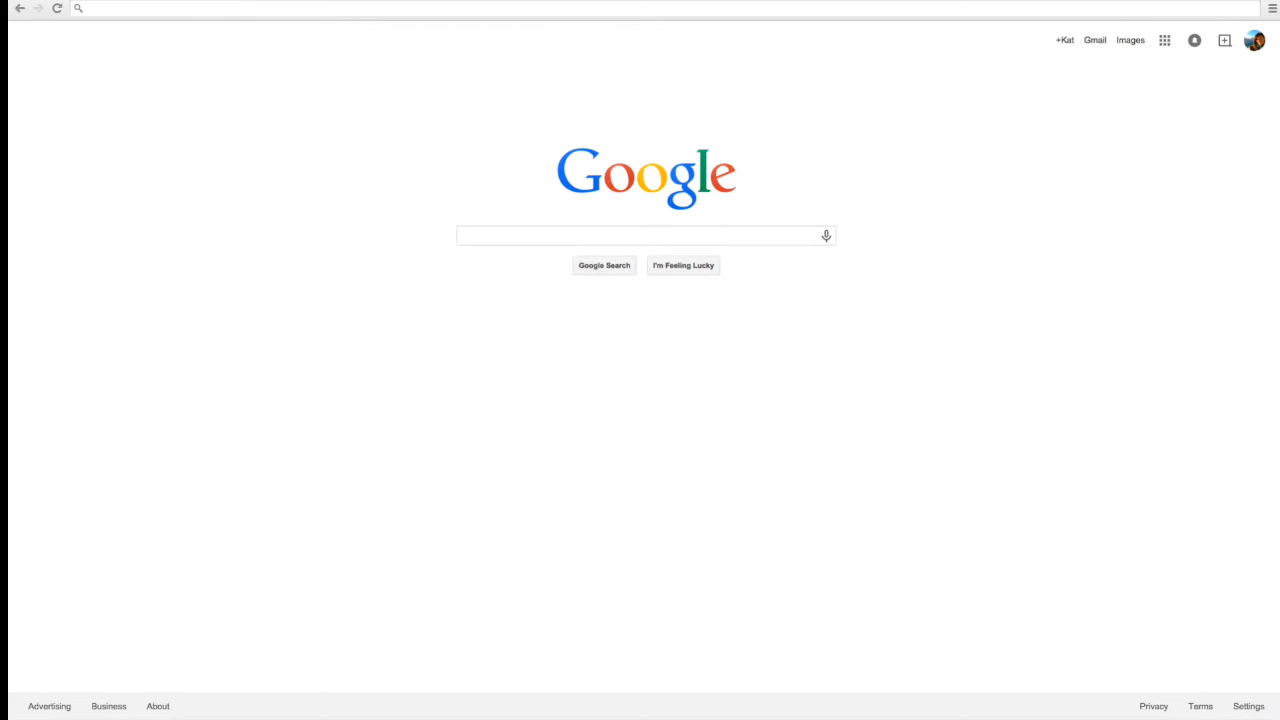 +Kat Gmail Images
Google
Google Search I'm Feeling Lucky
Advertising Business About Privacy Terms Settings